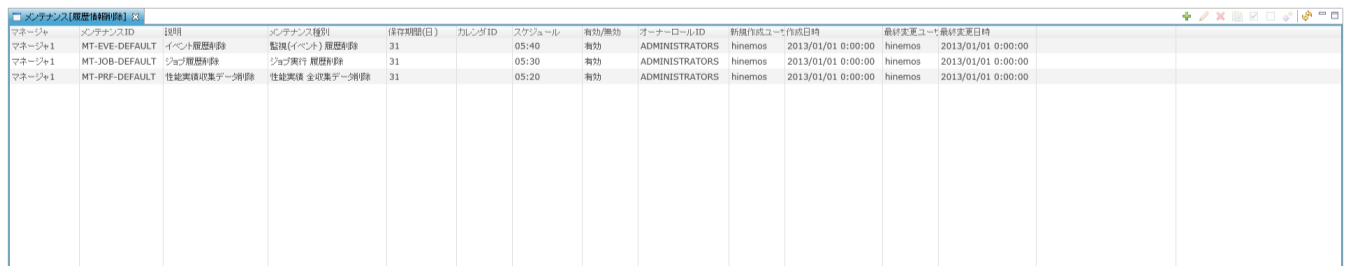 メンテナンス[履歴情報削除]
マネージャ メンテナンスID 説明 メンテナンス種別 保存期間(日) カレンダID スケジュール 有効/無効 オーナーロールID 新規作成ユーザ 作成日時 最終変更ユーザ 最終変更日時
マネージャ1 MT-EVE-DEFAULT イベント履歴削除 監視(イベント) 履歴削除 31 05:40 有効 ADMINISTRATORS hinemos 2013/01/01 0:00:00 hinemos 2013/01/01 0:00:00
マネージャ1 MT-JOB-DEFAULT ジョブ履歴削除 ジョブ実行 履歴削除 31 05:30 有効 ADMINISTRATORS hinemos 2013/01/01 0:00:00 hinemos 2013/01/01 0:00:00
マネージャ1 MT-PRF-DEFAULT 性能実績収集データ削除 性能実績 全収集データ削除 31 05:20 有効 ADMINISTRATORS hinemos 2013/01/01 0:00:00 hinemos 2013/01/01 0:00:00